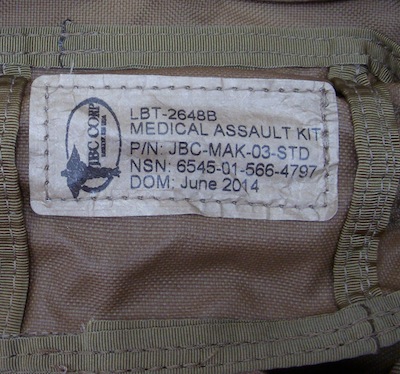 JBC CORP
LBT-2648B
MEDICAL ASSAULT KIT
P/N: JBC-MAK-03-STD
NSN: 6545-01-566-4797
DOM: June 2014